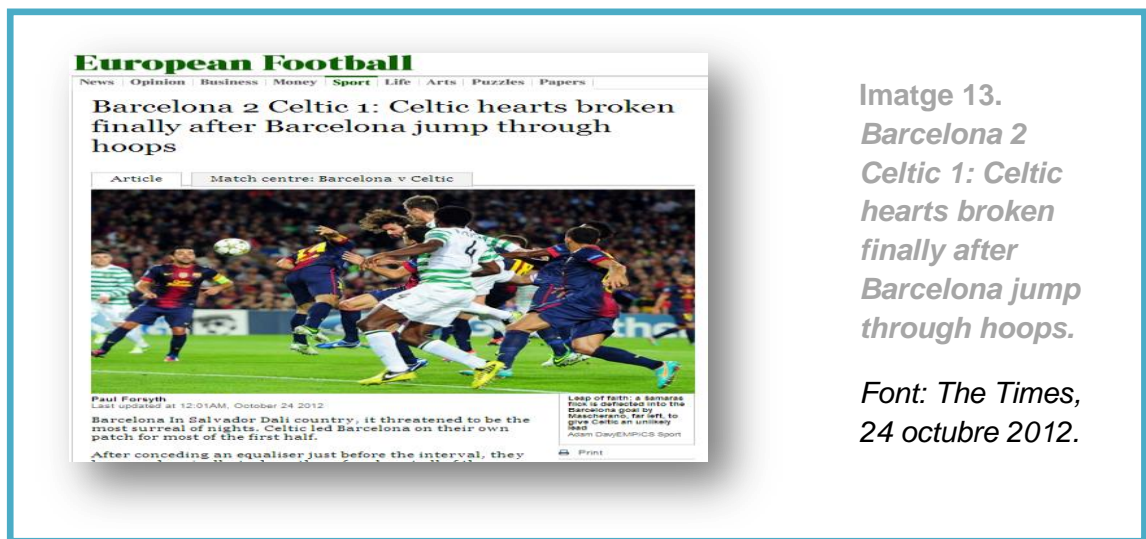 European Football
News Opinion Business Money Sport Life Arts Puzzles Papers
Barcelona 2 Celtic 1: Celtic hearts broken
finally after Barcelona jump through
hoops
Article Match centre: Barcelona v Celtic
4
Paul Forsyth
Last updated at 12:01AM, October 24 2012
Barcelona In Salvador Dali country, it threatened to be the
most surreal of nights. Celtic led Barcelona on their own
patch for most of the first half.
After conceding an equaliser just before the interval, they
Leap of faith: a Samaras
flick is deflected into the
Barcelona goal by
Mascherano, far left, to
give Celtic an unlikely
lead
Adam Davy/EMPICS Sport
Print
Imatge 13.
Barcelona 2
Celtic 1: Celtic
hearts broken
finally after
Barcelona jump
through hoops.
Font: The Times,
24 octubre 2012.